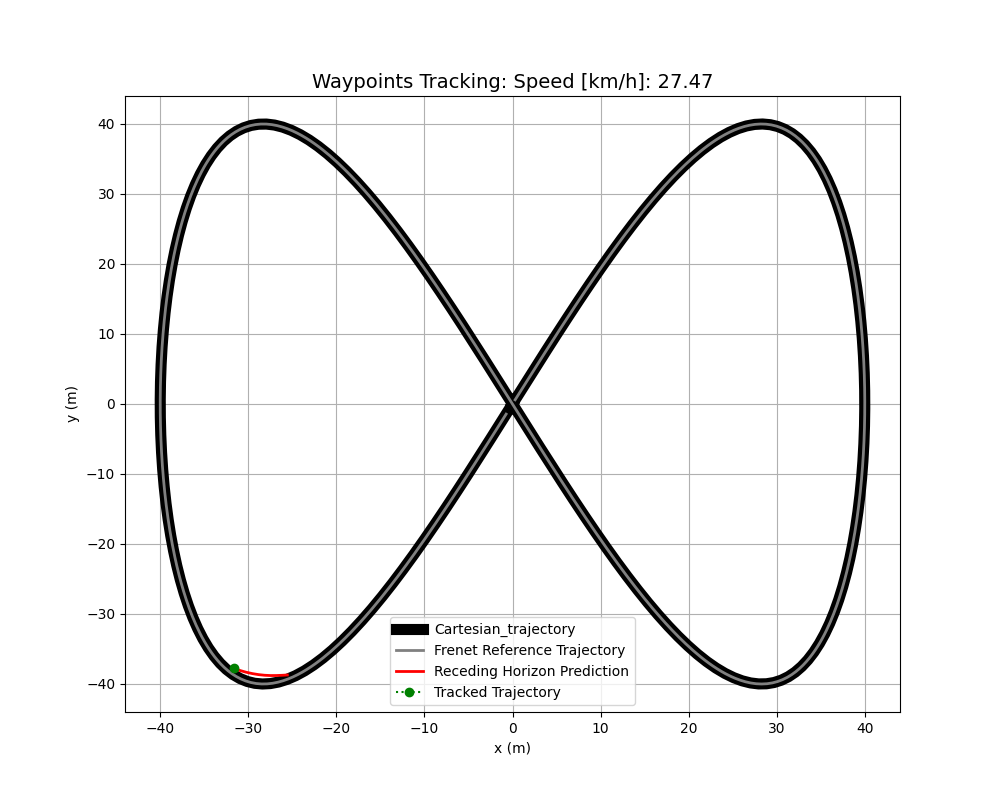 Waypoints Tracking: Speed [km/h]: 27.47
40
30
20
10
0
−10
−20
−30
−40
y (m)
Cartesian_trajectory
Frenet Reference Trajectory
Receding Horizon Prediction
Tracked Trajectory
−40 −30 −20 −10 0 10 20 30 40
x (m)